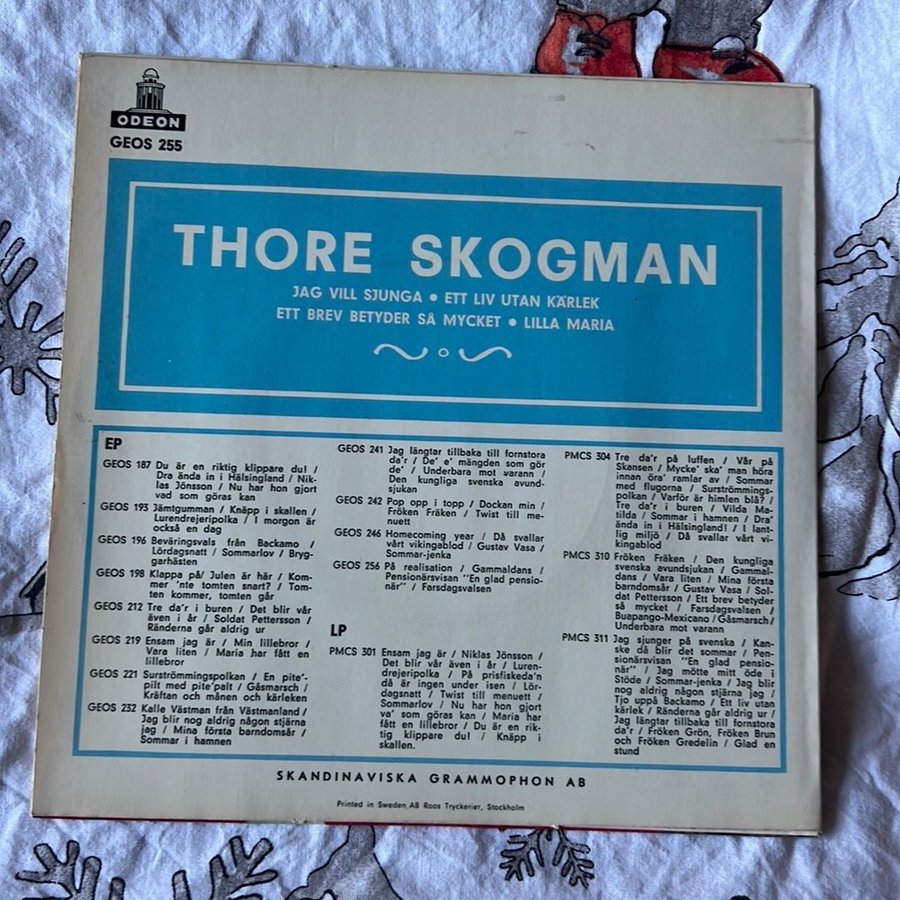 ODEON
GEOS 255
THORE SKOGMAN
JAG VILL SJUNGA • ETT LIV UTAN KÄRLEK
ETT BREV BETYDER SÅ MYCKET • LILLA MARIA
EP
GEOS 187 Du är en riktig klippare du! /
Dra ända in i Hälsingland / Nik-
las Jönsson / Nu har hon gjort
vad som göras kan
GEOS 193 Jämtgumman / Knäpp i skallen /
Lurendrejeripolka / I morgon är
också en dag
GEOS 196 Beväringsvals från Backamo /
Lördagsnatt / Sommarlov / Bryg-
garhästen
GEOS 198 Klappa på/ Julen är här / Kom-
mer 'nte tomten snart? / Tom-
ten kommer, tomten går
GEOS 212 Tre da'r i buren / Det blir vår
även i år / Soldat Pettersson /
Ränderna går aldrig ur
GEOS 219 Ensam jag är / Min lillebror /
Vara liten / Maria har fått en
lillebror
GEOS 221 Surströmmingspolkan / En pite'-
pilt med pite'palt / Gåsmarsch /
Kräftan och månen och kärleken
GEOS 232 Kalle Västman från Västmanland /
Jag blir nog aldrig någon stjärna
jag / Mina första barndomsår /
Sommar i hamnen
GEOS 241 Jag längtar tillbaka till fornstora
da'r / De' e' mängden som gör
de' / Underbara mot varann /
Den kungliga svenska avund-
sjukan
GEOS 242 Pop opp i topp / Dockan min /
Fröken Fräken / Twist till me-
nuett
GEOS 246 Homecoming year / Då svallar
vårt vikingablod / Gustav Vasa /
Sommar-jenka
GEOS 256 På realisation / Gammaldans /
Pensionärsvisan "En glad pensio-
när" / Farsdagsvalsen
LP
PMCS 301 Ensam jag är / Niklas Jönsson /
Det blir vår även i år / Luren-
drejeripolka / På prisfiskeda'n
då är ingen under isen / Lör-
dagsnatt / Twist till menuett /
Sommarlov / Nu har hon gjort
va' som göras kan / Maria har
fått en lillebror / Du är en rik-
tig klippare du! / Knäpp i
skallen.
PMCS 304 Tre da'r på luffen / Vår på
Skansen / Mycke' ska' man höra
innan öra' ramlar av / Sommar
med flugorna / Surströmmings-
polkan / Varför är himlen blå? /
Tre da'r i buren / Vilda Ma-
tilda / Sommar i hamnen / Dra'
ända in i Hälsingland! / I lant-
lig miljö / Då svallar vårt vi-
kingablod
PMCS 310 Fröken Fräken / Den kungliga
svenska avundsjukan / Gammal-
dans / Vara liten / Mina första
barndomsår / Gustav Vasa / Sol-
dat Pettersson / Ett brev betyder
så mycket / Farsdagsvalsen /
Buapango-Mexicano / Gåsmarsch /
Underbara mot varann
PMCS 311 Jag sjunger på svenska / Kan-
ske då blir det sommar / Pen-
sionärsvisan "En glad pensio-
när" / Jag mötte mitt öde i
Stöde / Sommar-jenka / Jag blir
nog aldrig någon stjärna jag /
Tjo uppå Backamo / Ett liv utan
kärlek / Ränderna går aldrig ur /
Jag längtar tillbaka till fornstora
da'r / Fröken Grön, Fröken Brun
och Fröken Gredelin / Glad en
stund
SKANDINAVISKA GRAMMOPHON AB
Printed in Sweden AB Roos Tryckerier, Stockholm